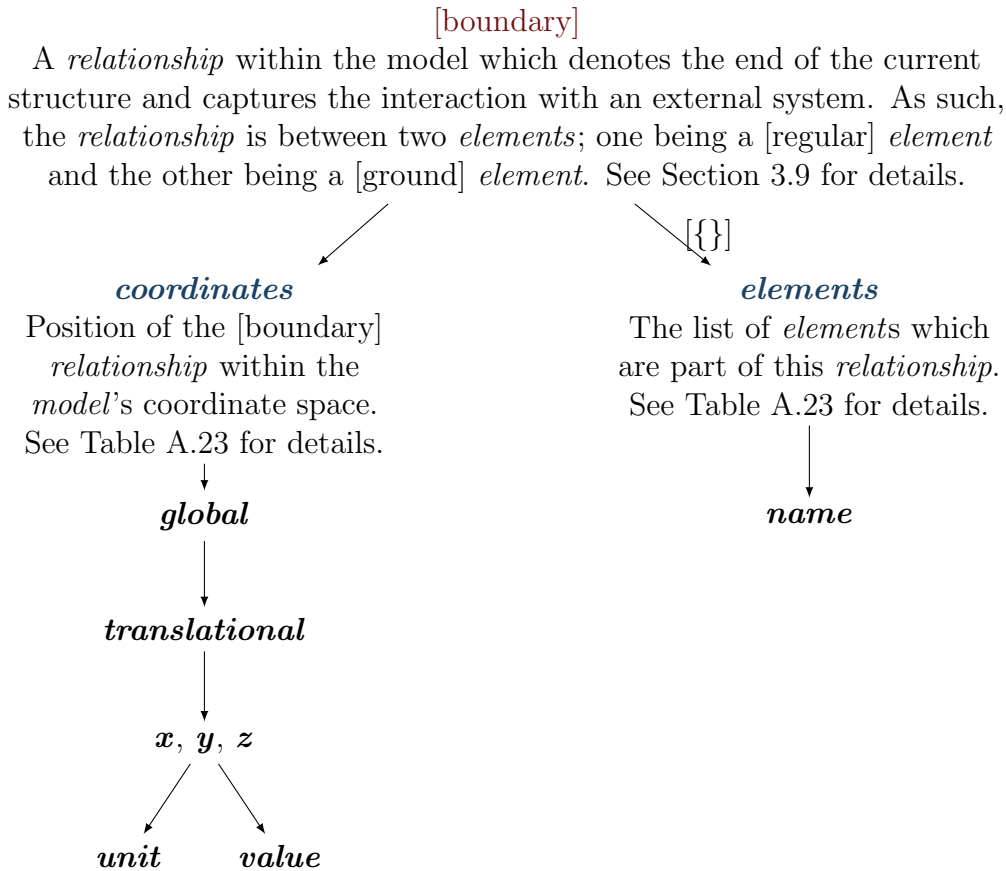 [boundary]
A relationship within the model which denotes the end of the current
structure and captures the interaction with an external system. As such,
the relationship is between two elements; one being a [regular] element
and the other being a [ground] element. See Section 3.9 for details.
[{}]
coordinates
Position of the [boundary]
relationship within the
model's coordinate space.
See Table A.23 for details.
elements
The list of elements which
are part of this relationship.
See Table A.23 for details.
global
name
translational
x, y, z
unit
value